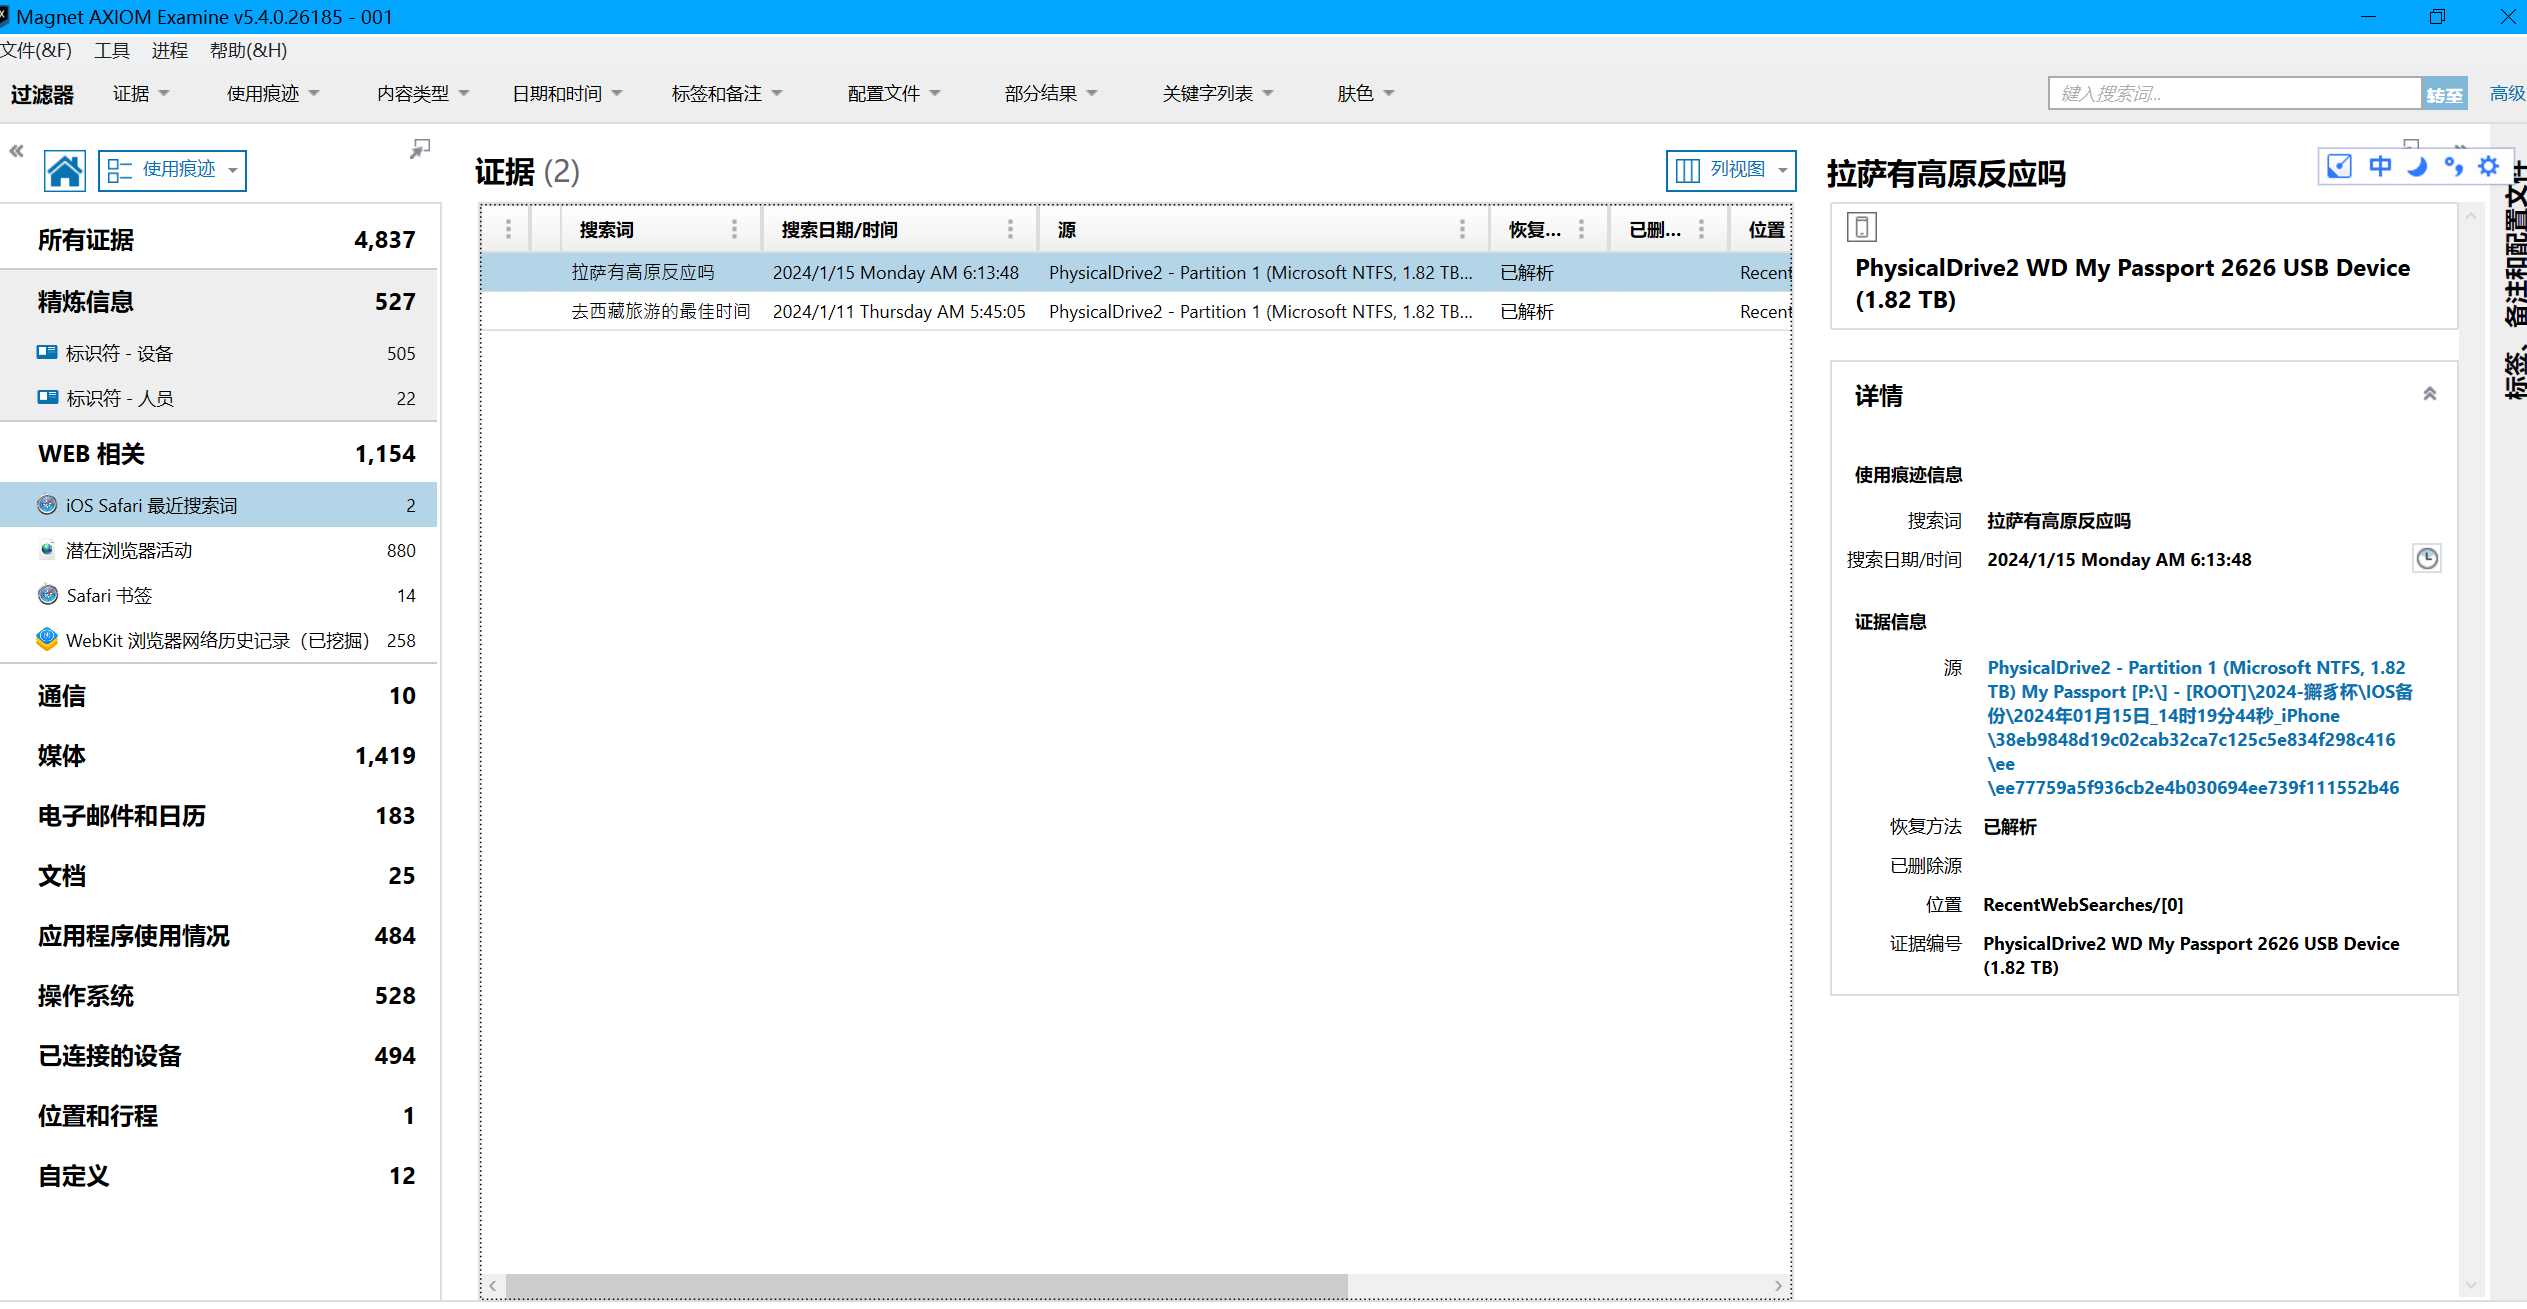 Magnet AXIOM Examine v5.4.0.26185 - 001
文件(&F) 工具 进程 帮助(&H)
过滤器 证据 使用痕迹 内容类型 日期和时间 标签和备注 配置文件 部分结果 关键字列表 肤色 键入搜索词... 转至 高级
使用痕迹
所有证据 4,837
精炼信息 527
标识符 - 设备 505
标识符 - 人员 22
WEB 相关 1,154
iOS Safari 最近搜索词 2
潜在浏览器活动 880
Safari 书签 14
WebKit 浏览器网络历史记录（已挖掘） 258
通信 10
媒体 1,419
电子邮件和日历 183
文档 25
应用程序使用情况 484
操作系统 528
已连接的设备 494
位置和行程 1
自定义 12
证据 (2) 列视图
搜索词 搜索日期/时间 源 恢复... 已删... 位置
拉萨有高原反应吗 2024/1/15 Monday AM 6:13:48 PhysicalDrive2 - Partition 1 (Microsoft NTFS, 1.82 TB... 已解析 Recent
去西藏旅游的最佳时间 2024/1/11 Thursday AM 5:45:05 PhysicalDrive2 - Partition 1 (Microsoft NTFS, 1.82 TB... 已解析 Recent
拉萨有高原反应吗
中
PhysicalDrive2 WD My Passport 2626 USB Device
(1.82 TB)
详情
使用痕迹信息
搜索词 拉萨有高原反应吗
搜索日期/时间 2024/1/15 Monday AM 6:13:48
证据信息
源 PhysicalDrive2 - Partition 1 (Microsoft NTFS, 1.82
TB) My Passport [P:\] - [ROOT]\2024-獬豸杯\IOS备
份\2024年01月15日_14时19分44秒_iPhone
\38eb9848d19c02cab32ca7c125c5e834f298c416
\ee
\ee77759a5f936cb2e4b030694ee739f111552b46
恢复方法 已解析
已删除源
位置 RecentWebSearches/[0]
证据编号 PhysicalDrive2 WD My Passport 2626 USB Device
(1.82 TB)
标签、备注和配置文件